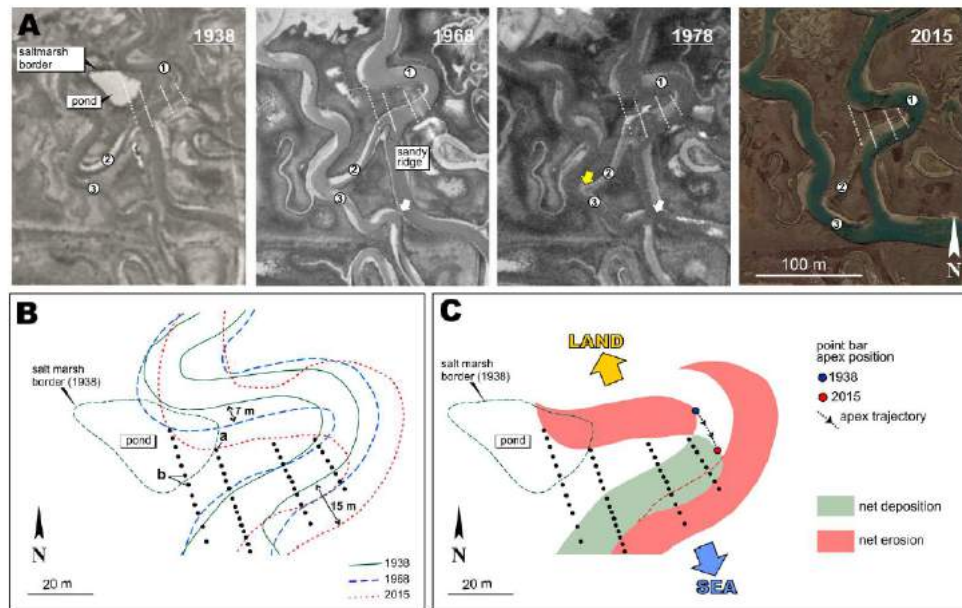 A
1938
saltmarsh
border
pond
1
2
3
1968
1
sandy
ridge
2
3
1978
1
2
3
2015
1
2
3
100 m
N
B
salt marsh
border (1938)
pond
7 m
a
b
15 m
N
20 m
1938
1968
2015
C
salt marsh
border (1938)
LAND
point bar
apex position
1938
2015
apex trajectory
pond
net deposition
net erosion
N
20 m
SEA